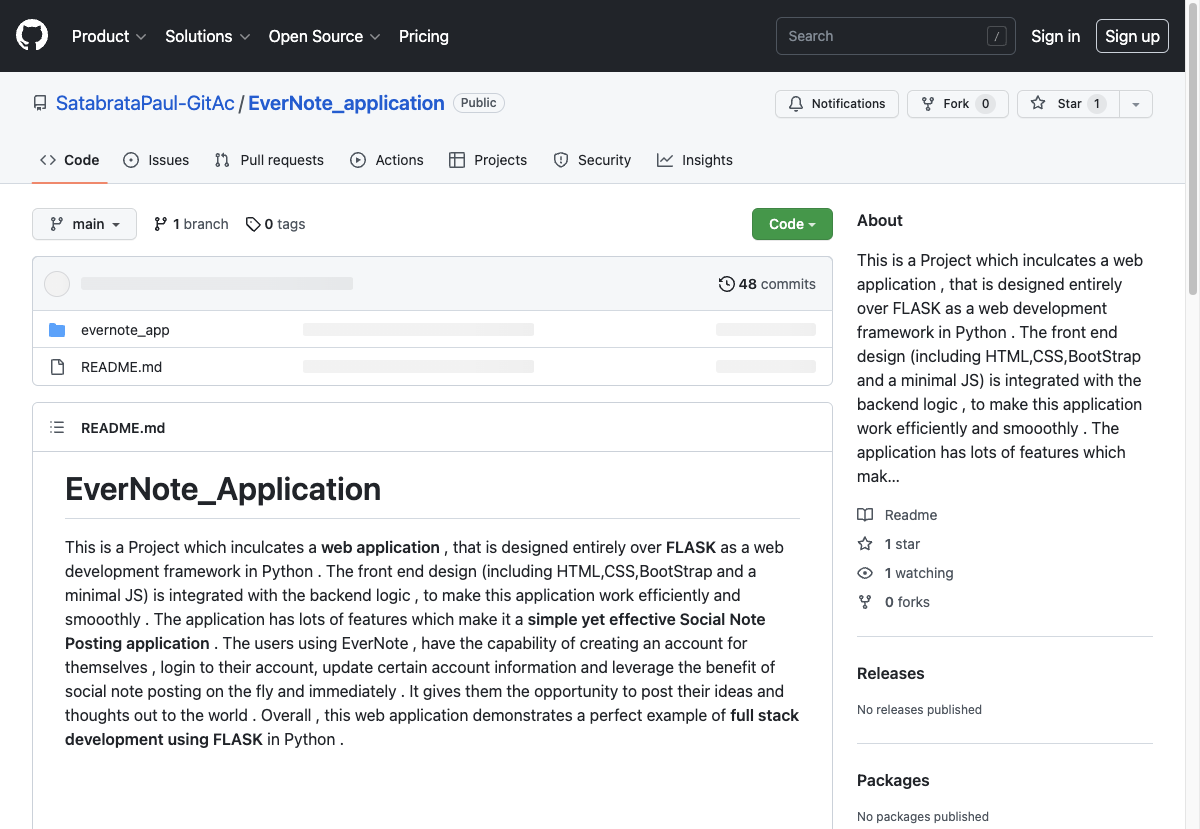 Product Solutions Open Source Pricing Search / Sign in Sign up
SatabrataPaul-GitAc / EverNote_application Public Notifications Fork 0 Star 1
Code Issues Pull requests Actions Projects Security Insights
main 1 branch 0 tags Code
48 commits
evernote_app
README.md
README.md
EverNote_Application
This is a Project which inculcates a web application , that is designed entirely over FLASK as a web
development framework in Python . The front end design (including HTML,CSS,BootStrap and a
minimal JS) is integrated with the backend logic , to make this application work efficiently and
smooothly . The application has lots of features which make it a simple yet effective Social Note
Posting application . The users using EverNote , have the capability of creating an account for
themselves , login to their account, update certain account information and leverage the benefit of
social note posting on the fly and immediately . It gives them the opportunity to post their ideas and
thoughts out to the world . Overall , this web application demonstrates a perfect example of full stack
development using FLASK in Python .
About
This is a Project which inculcates a web
application , that is designed entirely
over FLASK as a web development
framework in Python . The front end
design (including HTML,CSS,BootStrap
and a minimal JS) is integrated with the
backend logic , to make this application
work efficiently and smooothly . The
application has lots of features which
mak...
Readme
1 star
1 watching
0 forks
Releases
No releases published
Packages
No packages published